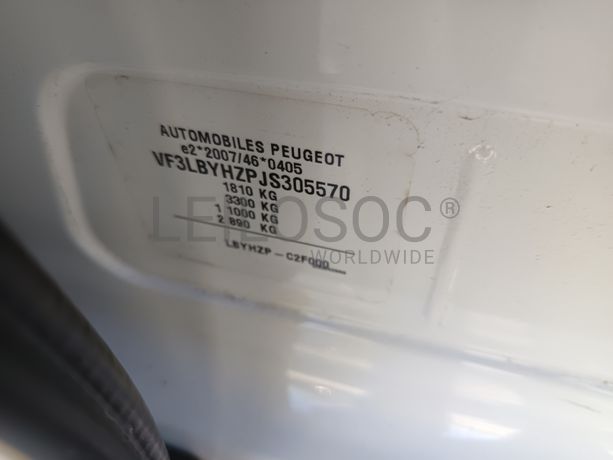 AUTOMOBILES PEUGEOT
e2*2007/46*0405
VF3LBYHZPJS305570
1810 KG
3300 KG
1 1000 KG
2 890 KG
LBYHZP - C2F000
LEILOSOC®
WORLDWIDE